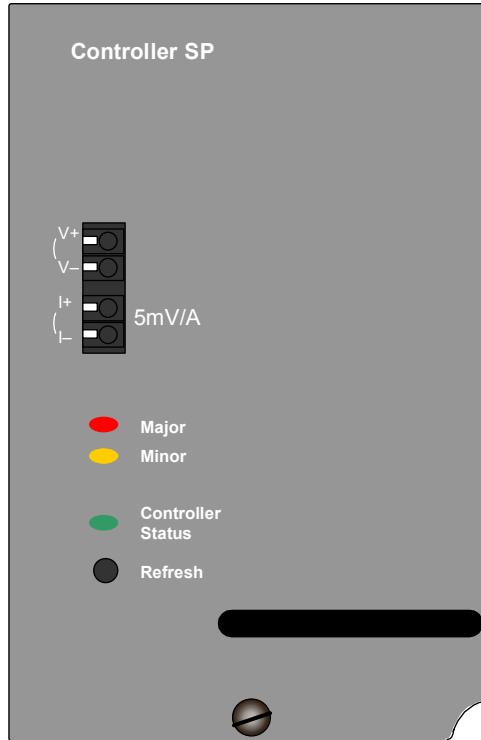 Controller SP
V+
V–
I+
5mV/A
I–
Major
Minor
Controller
Status
Refresh